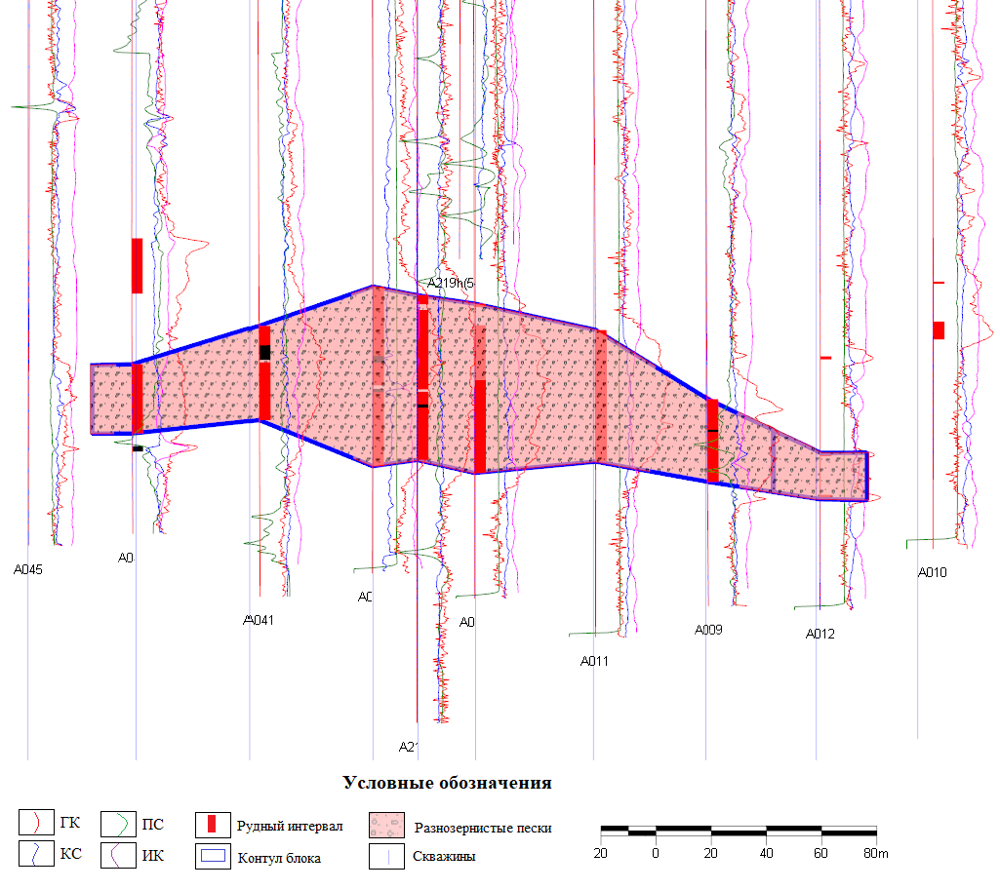 A219h(5
A045
A0
A041
A0
A0
A011
A009
A012
A010
A21
Условные обозначения
ГК
ПС
Рудный интервал
Разнозернистые пески
КС
ИК
Контул блока
Скважины
20 0 20 40 60 80m